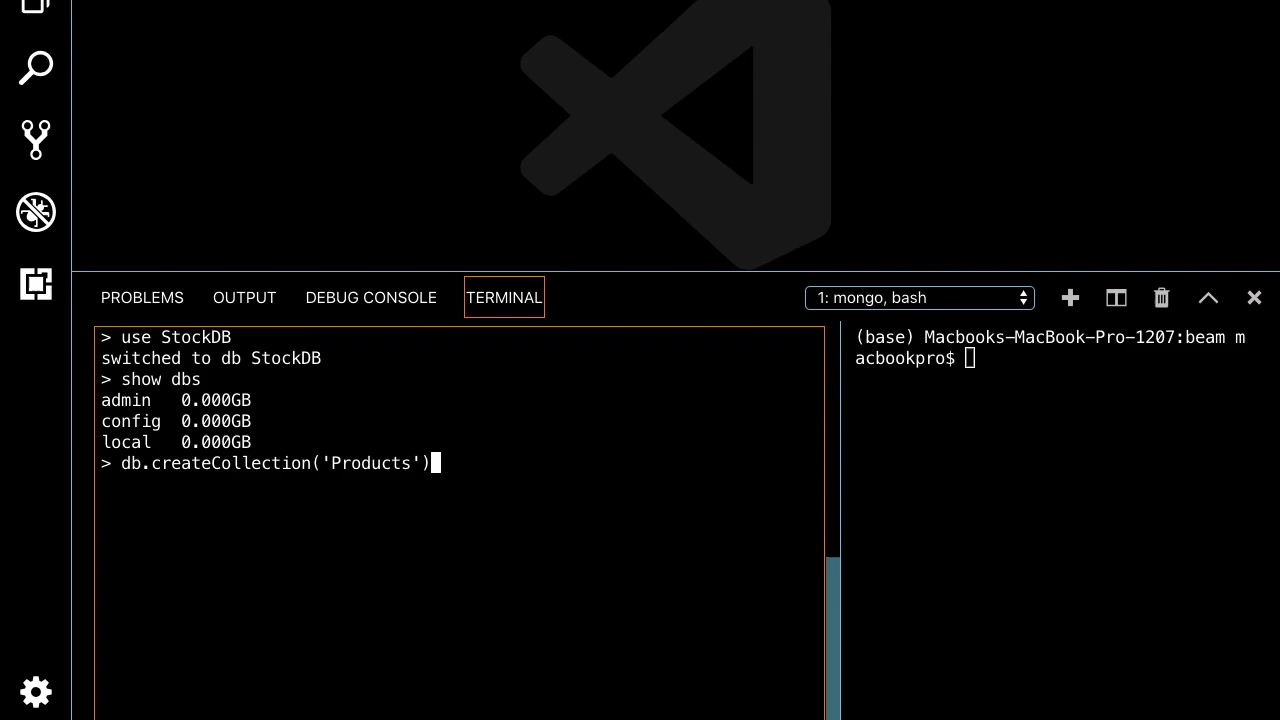 PROBLEMS OUTPUT DEBUG CONSOLE TERMINAL 1: mongo, bash
> use StockDB
switched to db StockDB
> show dbs
admin 0.000GB
config 0.000GB
local 0.000GB
> db.createCollection('Products')
(base) Macbooks-MacBook-Pro-1207:beam m
acbookpro$